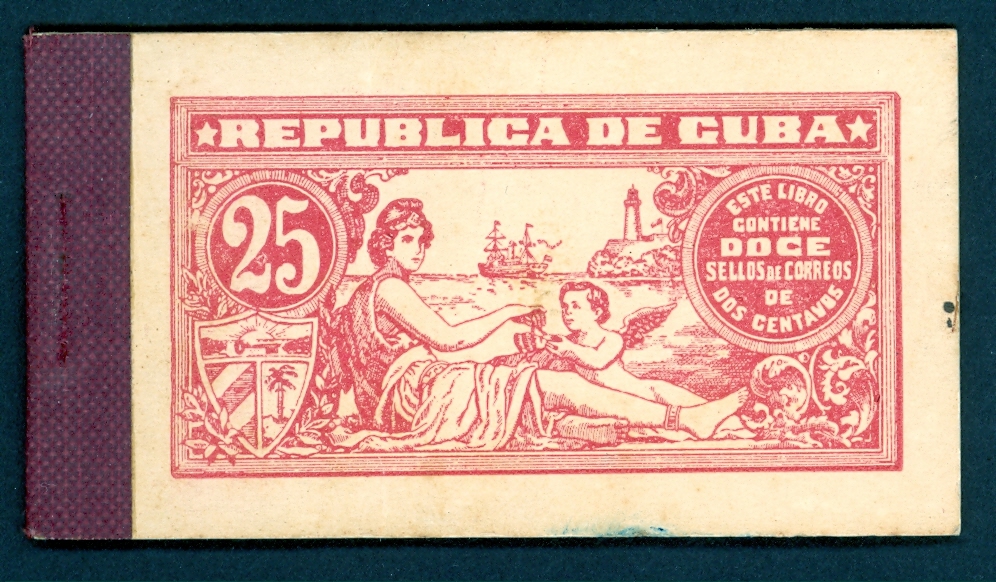 ★REPUBLICA DE CUBA★
25
ESTE LIBRO
CONTIENE
DOCE
SELLOS DE CORREOS
DE
DOS CENTAVOS